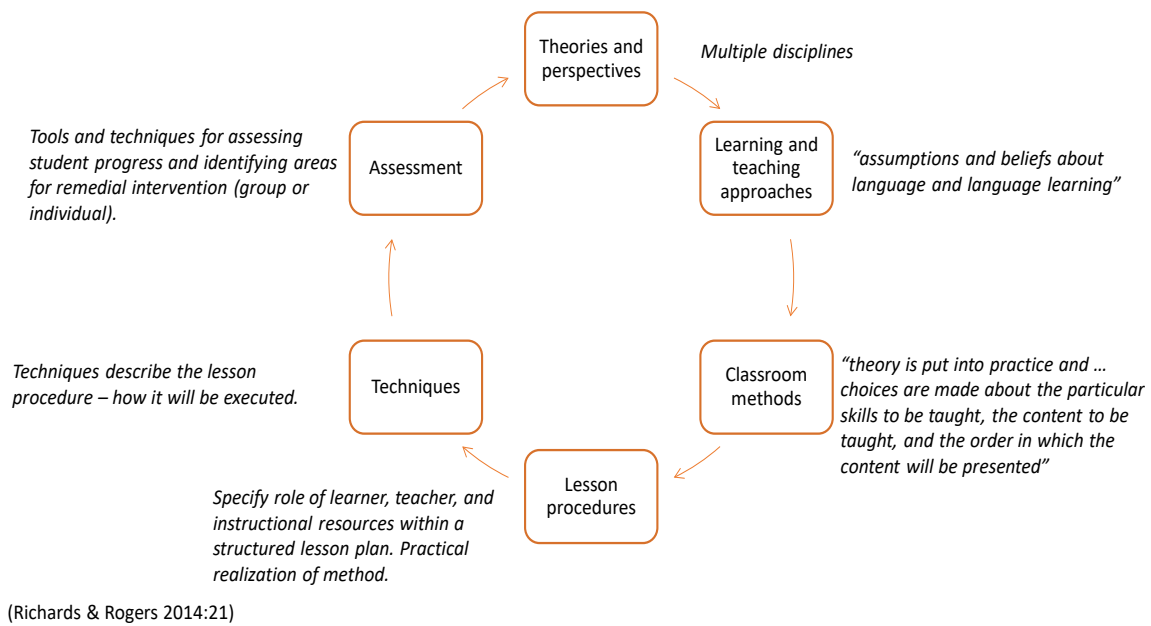 Theories and
perspectives
Multiple disciplines
Learning and
teaching
approaches
“assumptions and beliefs about
language and language learning”
Classroom
methods
“theory is put into practice and …
choices are made about the particular
skills to be taught, the content to be
taught, and the order in which the
content will be presented”
Lesson
procedures
Specify role of learner, teacher, and
instructional resources within a
structured lesson plan. Practical
realization of method.
Techniques
Techniques describe the lesson
procedure – how it will be executed.
Assessment
Tools and techniques for assessing
student progress and identifying areas
for remedial intervention (group or
individual).
(Richards & Rogers 2014:21)